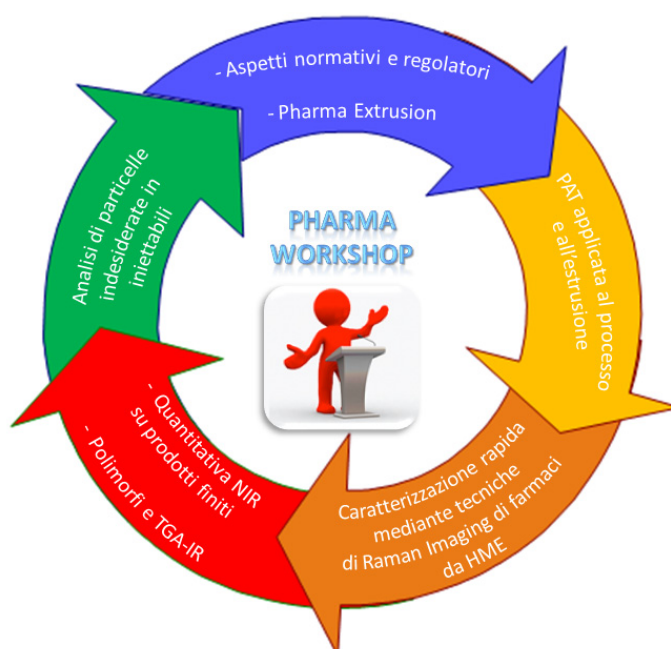 - Aspetti normativi e regolatori
- Pharma Extrusion
PAT applicata al processo
e all'estrusione
Caratterizzazione rapida
mediante tecniche
di Raman Imaging di farmaci
da HME
- Quantitativa NIR
su prodotti finiti
- Polimorfi e TGA-IR
Analisi di particelle
indesiderate in
iniettabili
PHARMA
WORKSHOP